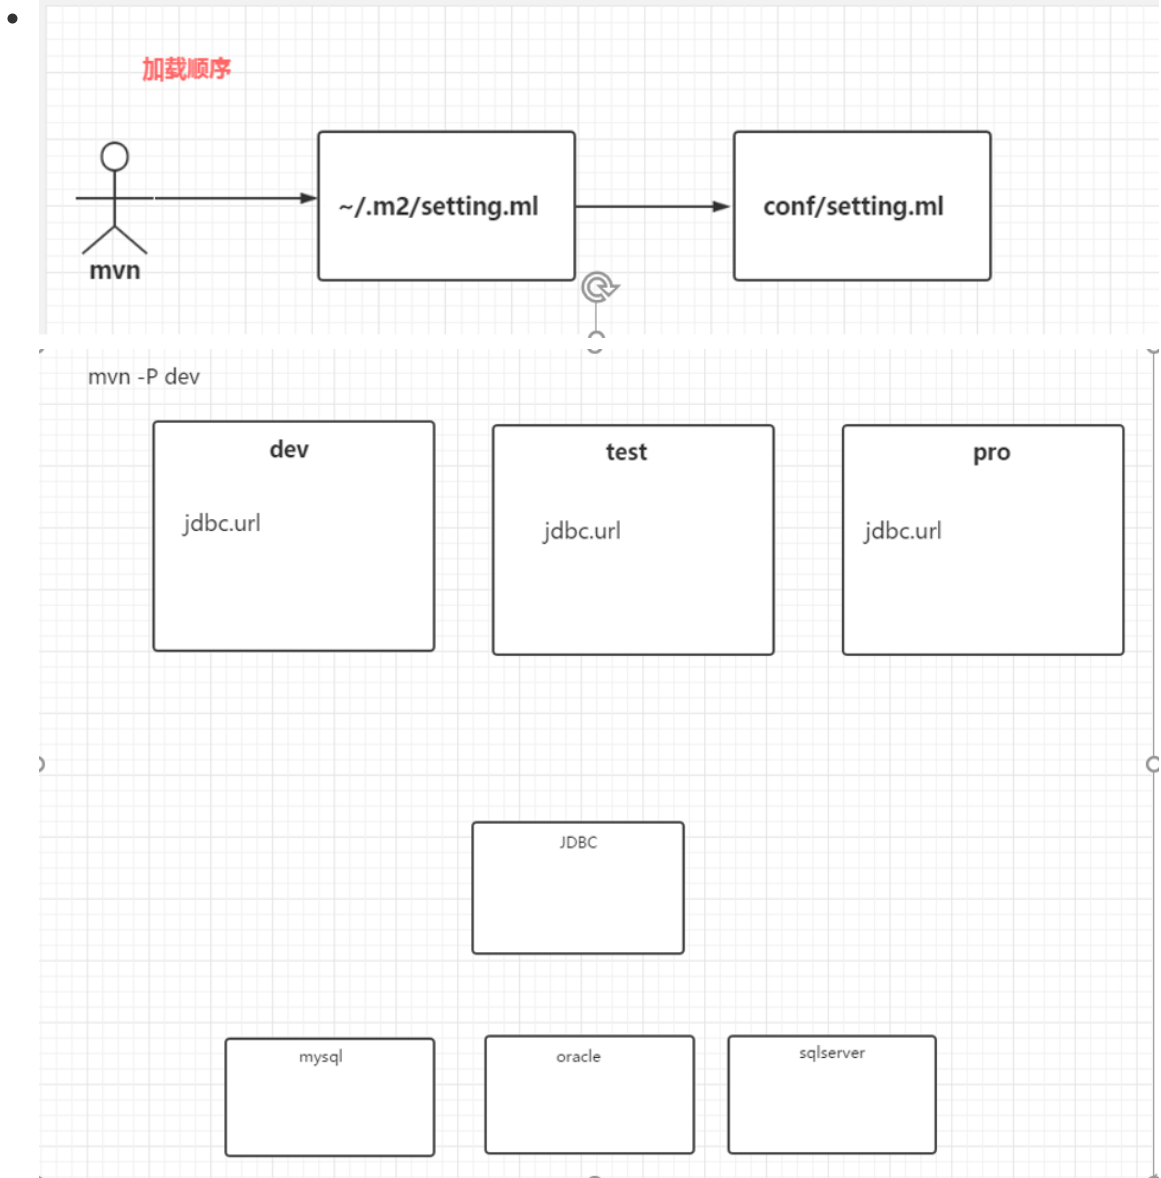 加载顺序
~/.m2/setting.ml
conf/setting.ml
mvn
mvn -P dev
dev
test
pro
jdbc.url
jdbc.url
jdbc.url
JDBC
mysql
oracle
sqlserver